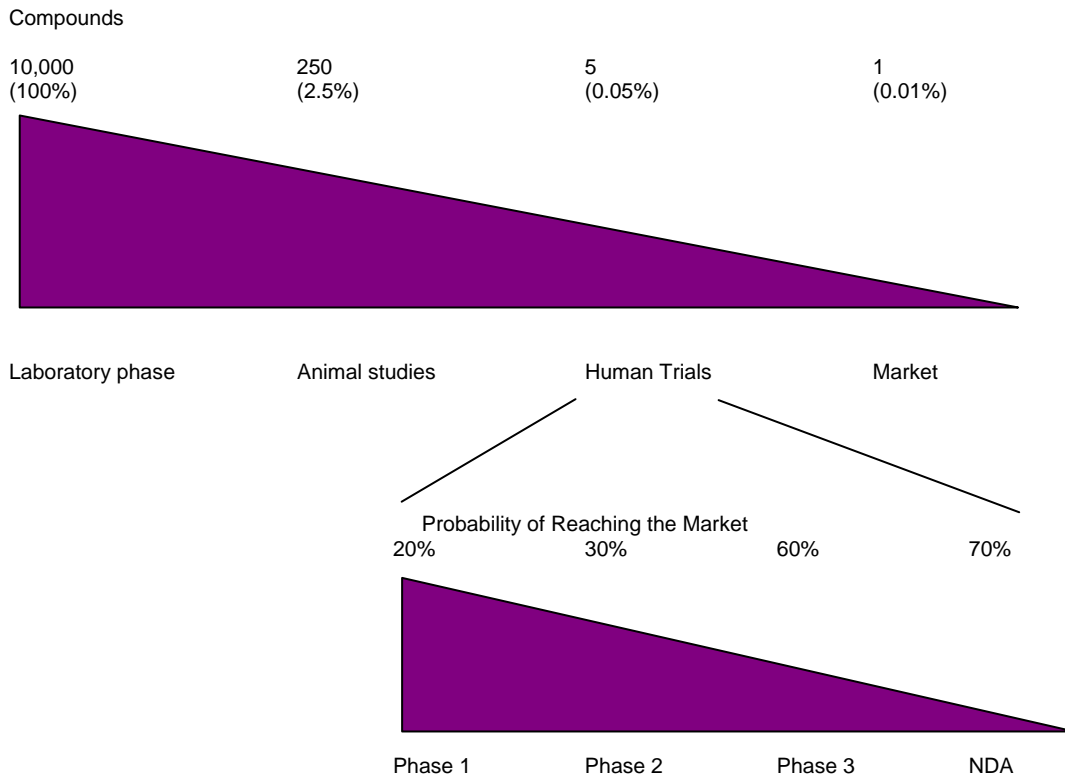 Compounds
10,000 250 5 1
(100%) (2.5%) (0.05%) (0.01%)
Laboratory phase Animal studies Human Trials Market
Probability of Reaching the Market
20% 30% 60% 70%
Phase 1 Phase 2 Phase 3 NDA